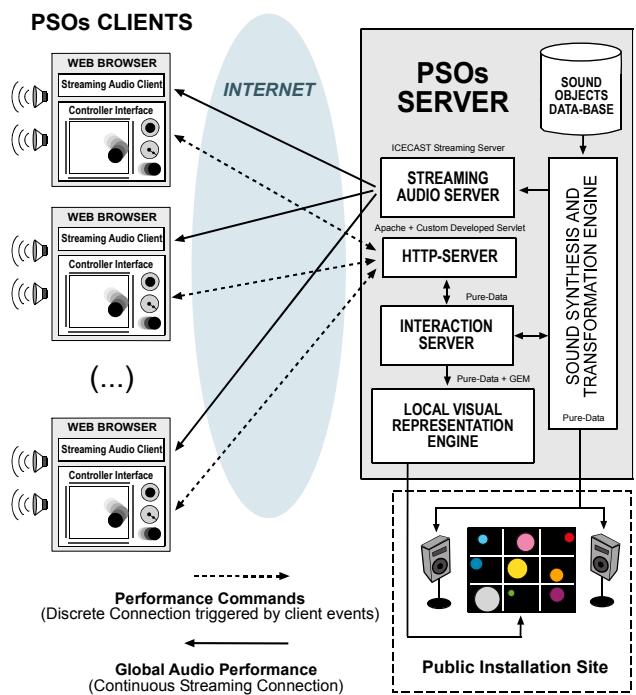 PSOs CLIENTS
WEB BROWSER
Streaming Audio Client
Controller Interface
WEB BROWSER
Streaming Audio Client
Controller Interface
(...)
WEB BROWSER
Streaming Audio Client
Controller Interface
INTERNET
PSOs
SERVER
SOUND
OBJECTS
DATA-BASE
ICECAST Streaming Server
STREAMING
AUDIO SERVER
Apache + Custom Developed Servlet
HTTP-SERVER
Pure-Data
INTERACTION
SERVER
Pure-Data + GEM
LOCAL VISUAL
REPRESENTATION
ENGINE
SOUND SYNTHESIS AND
TRANSFORMATION ENGINE
Pure-Data
Performance Commands
(Discrete Connection triggered by client events)
Global Audio Performance
(Continuous Streaming Connection)
Public Installation Site